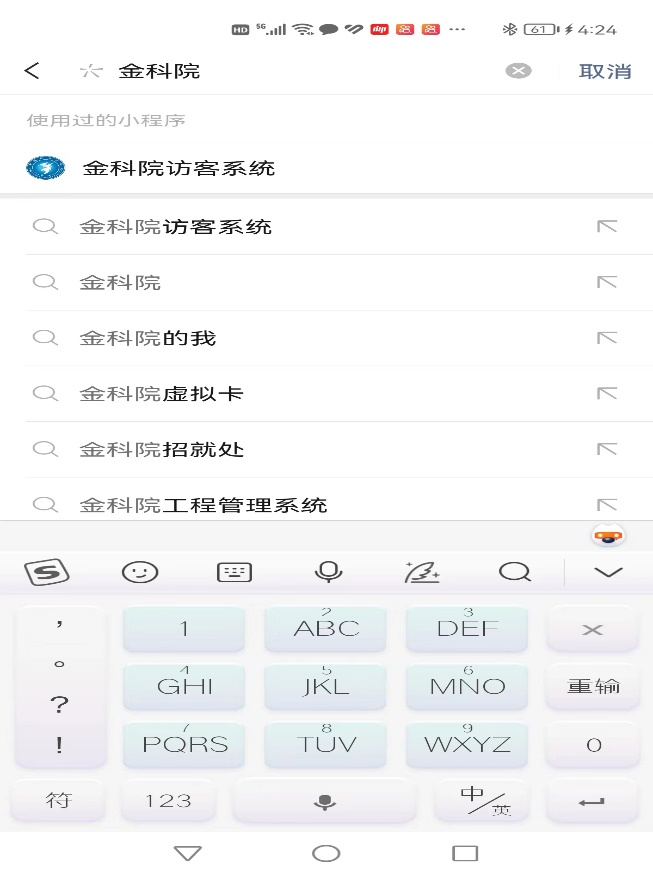 HD 5G 61 4:24
金科院 取消
使用过的小程序
金科院访客系统
金科院访客系统
金科院
金科院的我
金科院虚拟卡
金科院招就处
金科院工程管理系统
, 1 2 ABC 3 DEF
。 4 GHI 5 JKL 6 MNO 重输
? 7 PQRS 8 TUV 9 WXYZ 0
!
符 123 中/英